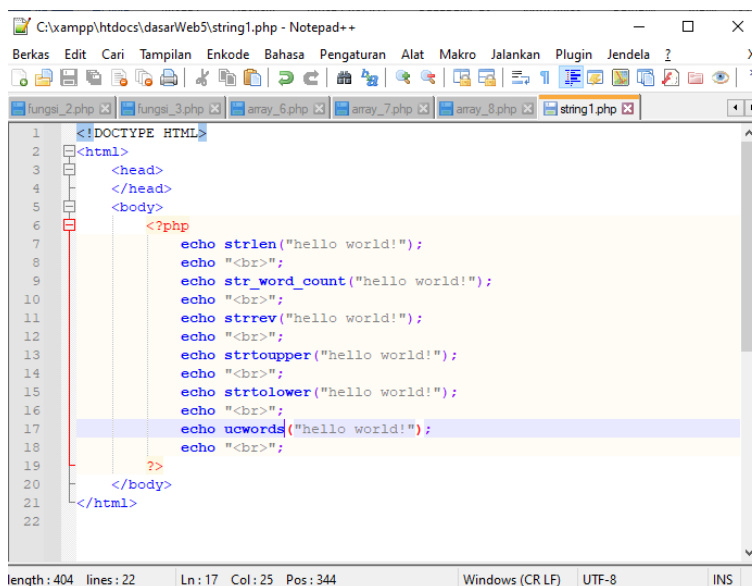 C:\xampp\htdocs\dasarWeb5\string1.php - Notepad++
Berkas Edit Cari Tampilan Enkode Bahasa Pengaturan Alat Makro Jalankan Plugin Jendela ? X
fungsi_2.php fungsi_3.php array_6.php array_7.php array_8.php string1.php
1 <!DOCTYPE HTML>
2 <html>
3 <head>
4 </head>
5 <body>
6 <?php
7 echo strlen("hello world!");
8 echo "<br>";
9 echo str_word_count("hello world!");
10 echo "<br>";
11 echo strrev("hello world!");
12 echo "<br>";
13 echo strtoupper("hello world!");
14 echo "<br>";
15 echo strtolower("hello world!");
16 echo "<br>";
17 echo ucwords("hello world!");
18 echo "<br>";
19 ?>
20 </body>
21 </html>
22
length : 404 lines : 22 Ln : 17 Col : 25 Pos : 344 Windows (CR LF) UTF-8 INS